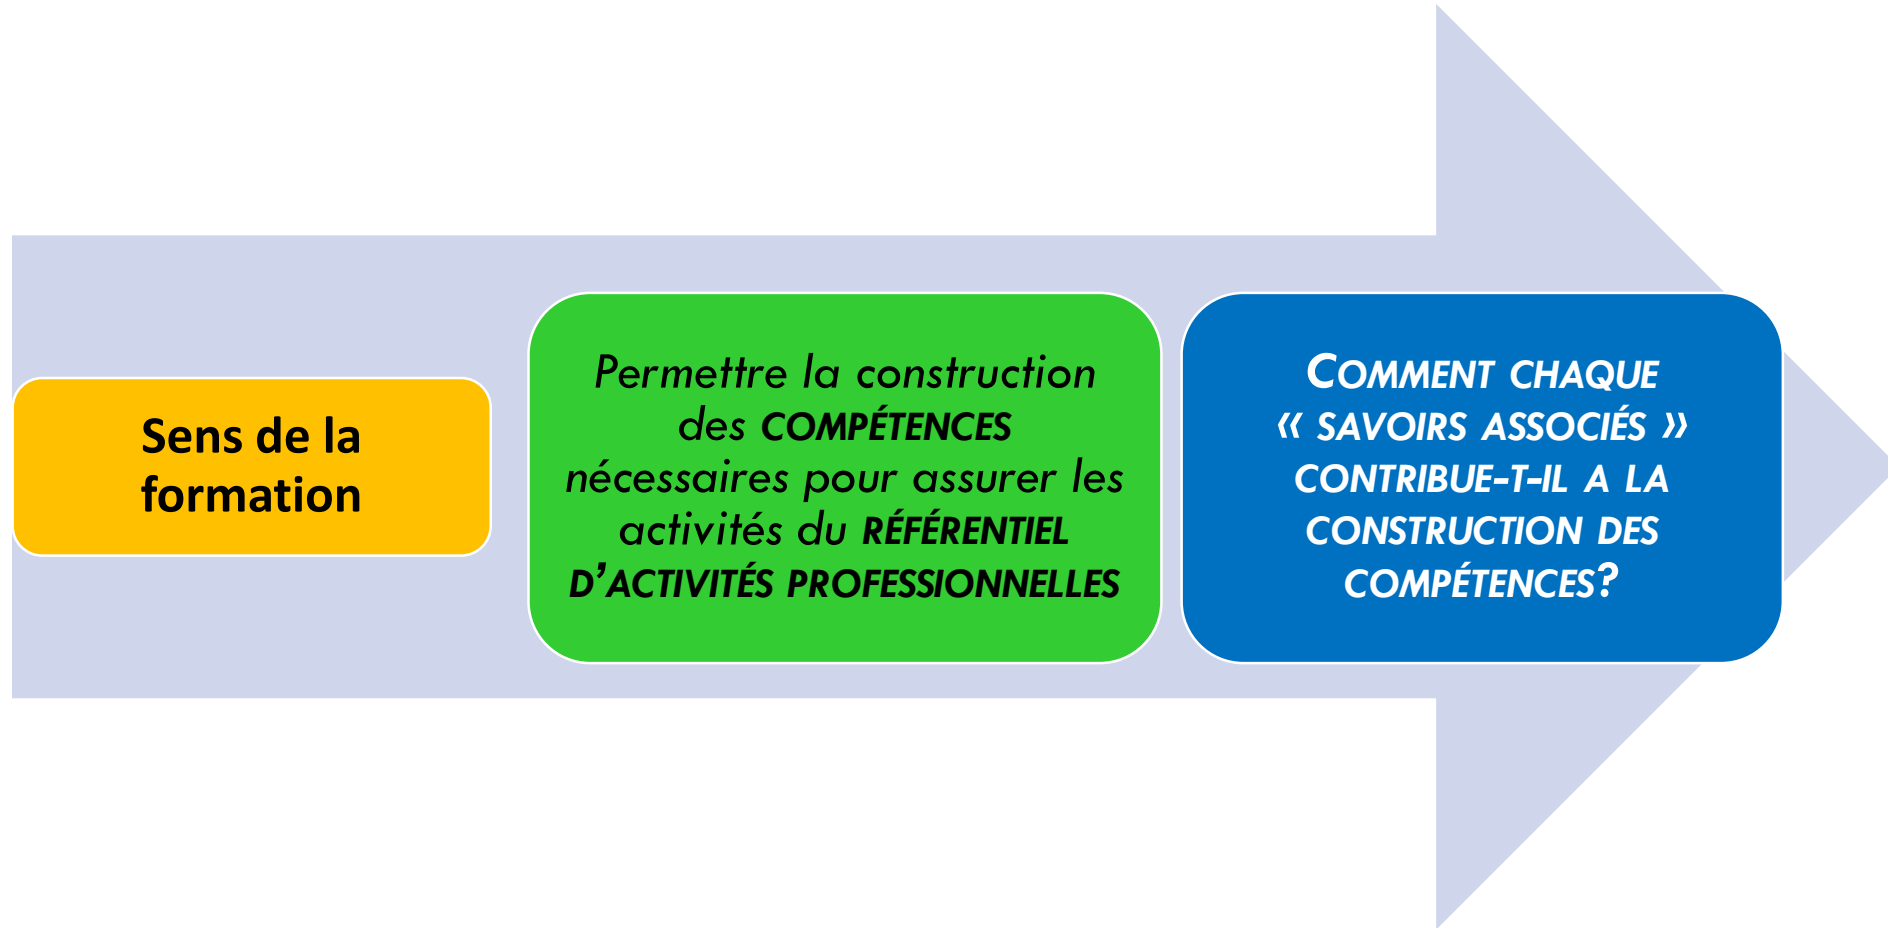 Sens de la
formation
Permettre la construction
des COMPÉTENCES
nécessaires pour assurer les
activités du RÉFÉRENTIEL
D’ACTIVITÉS PROFESSIONNELLES
COMMENT CHAQUE
« SAVOIRS ASSOCIÉS »
CONTRIBUE-T-IL A LA
CONSTRUCTION DES
COMPÉTENCES?